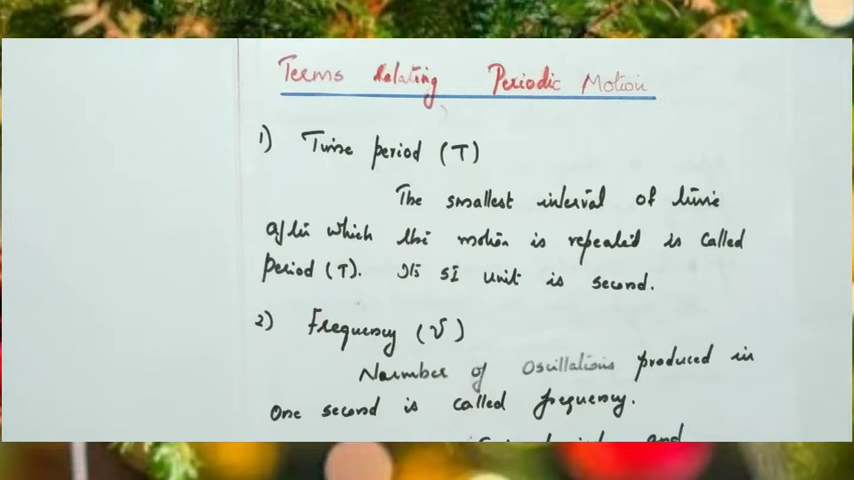 Terms Relating Periodic Motion
1) Time period (T)
The smallest interval of time
after which the motion is repeated is called
period (T). Its SI unit is second.
2) Frequency (ν)
Number of Oscillations produced in
One second is called frequency.
and